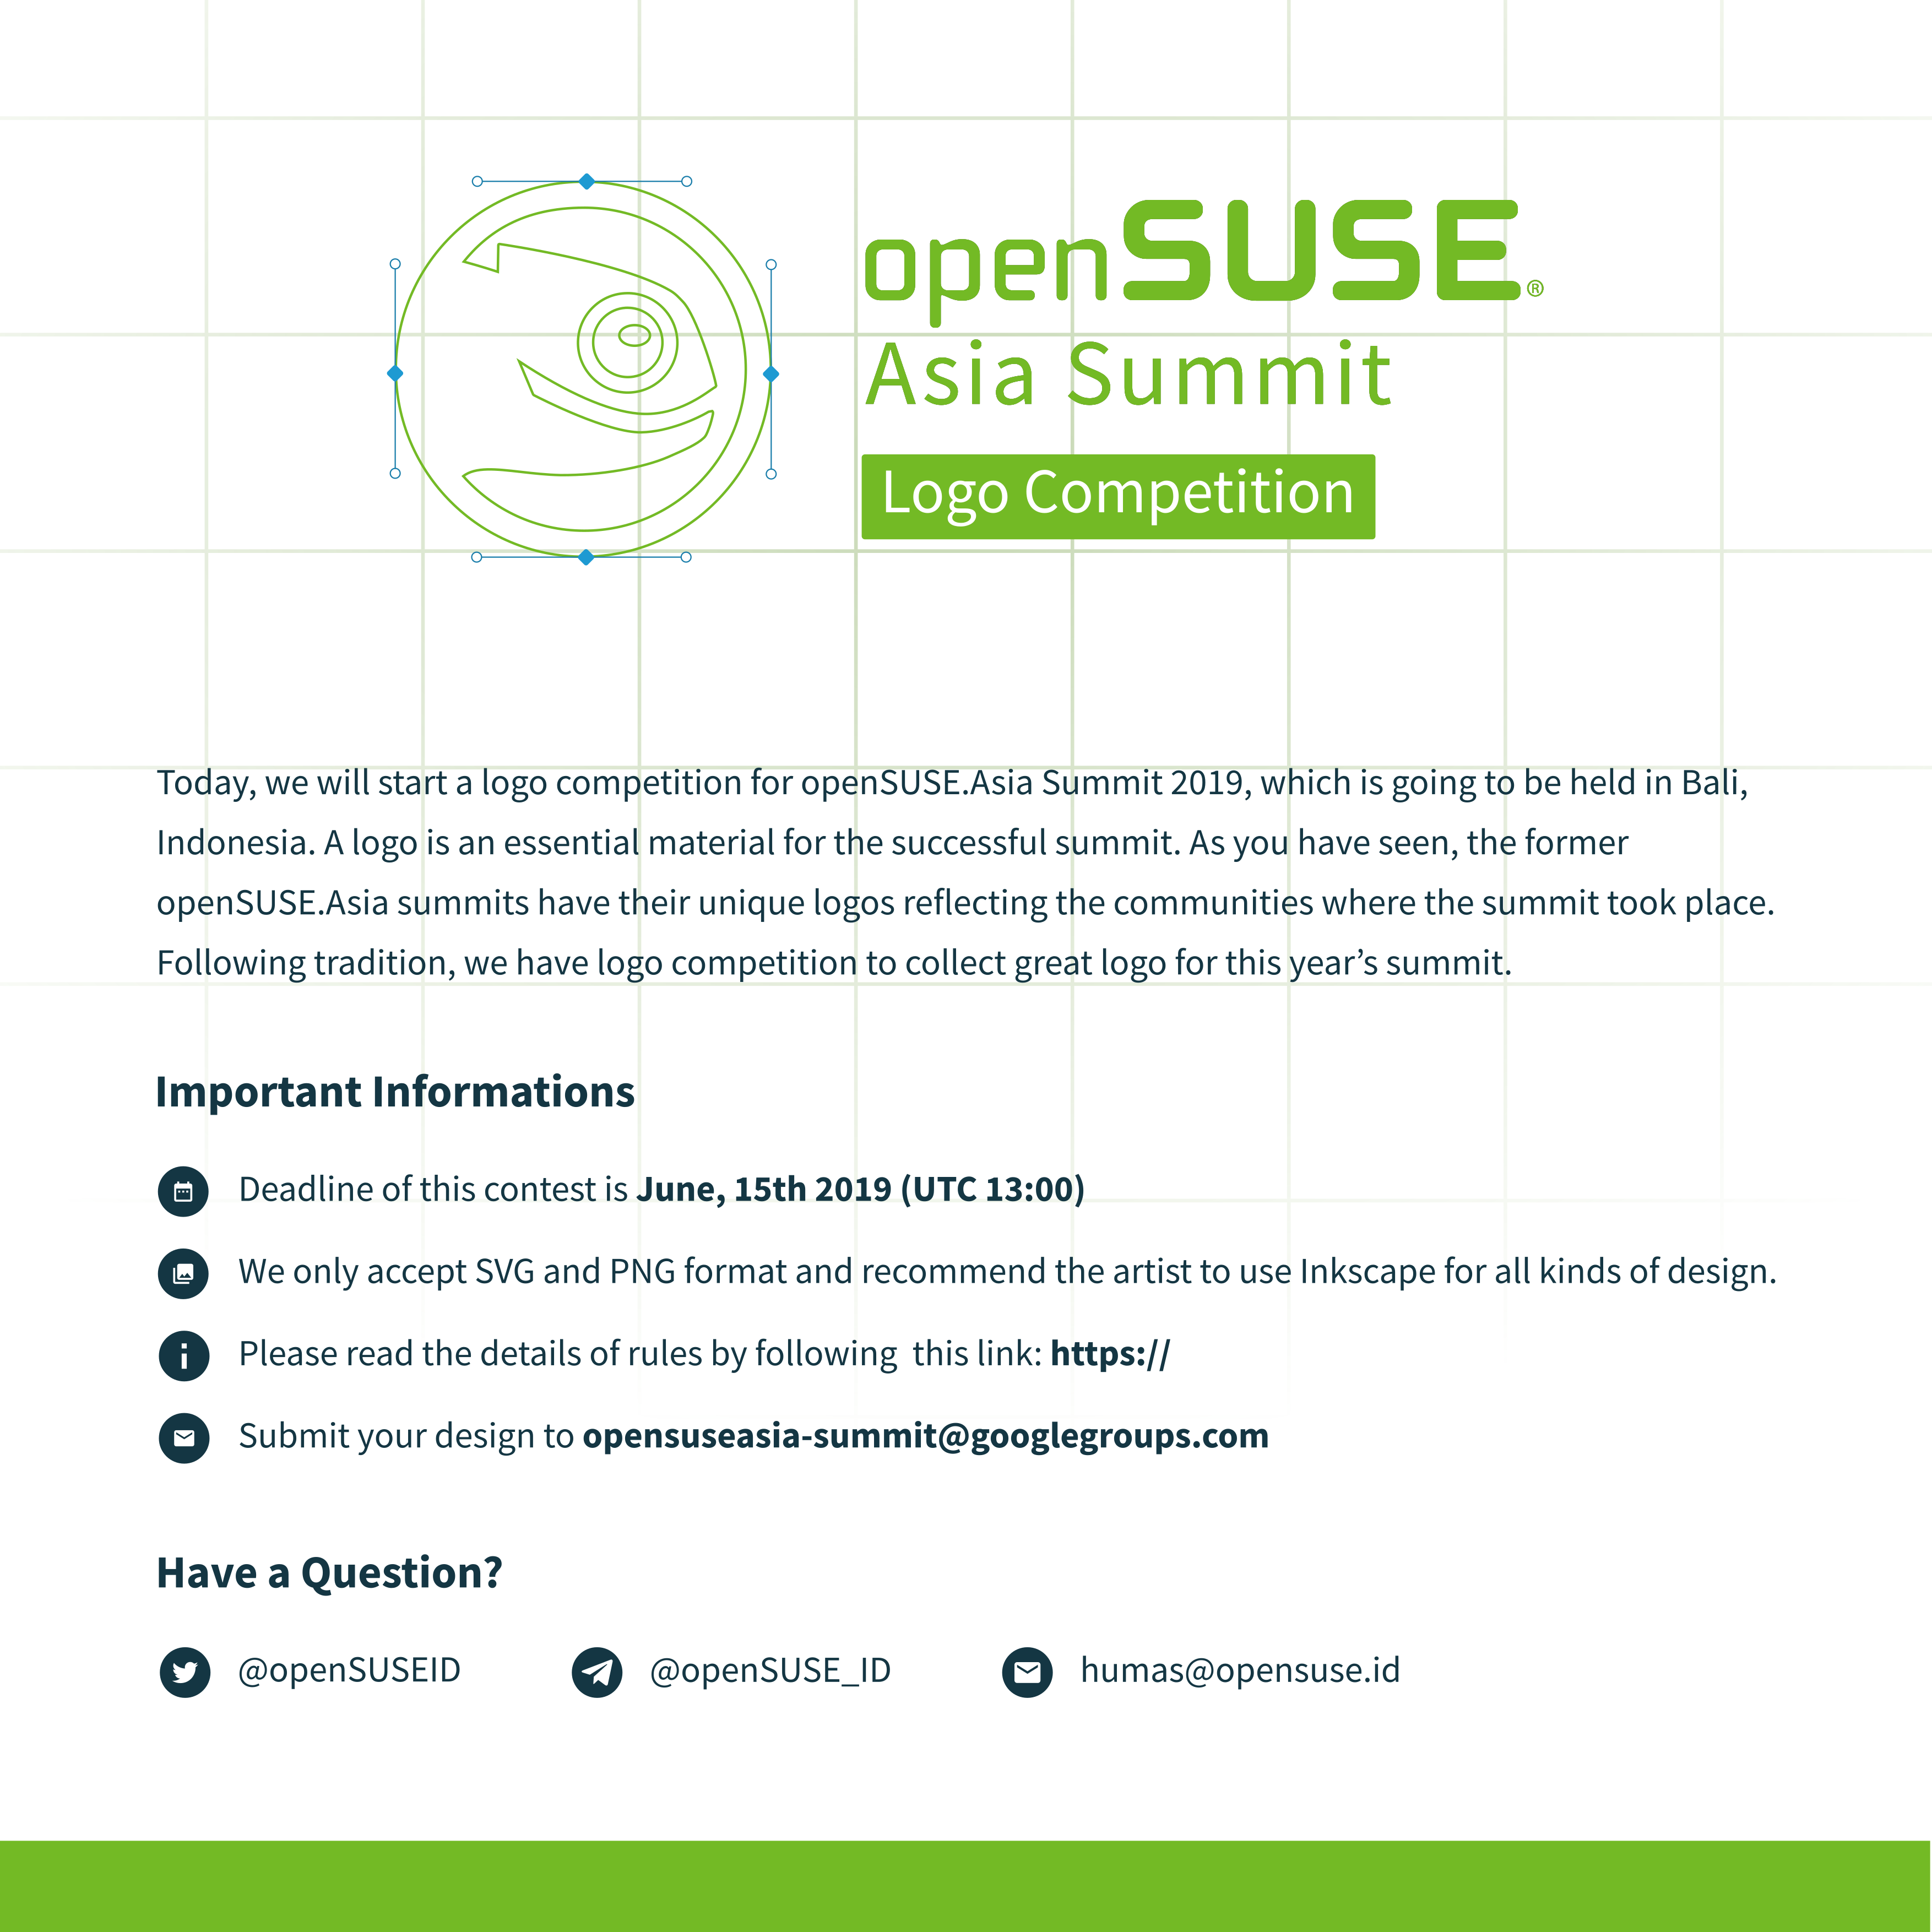 openSUSE®
Asia Summit
Logo Competition
Today, we will start a logo competition for openSUSE.Asia Summit 2019, which is going to be held in Bali,
Indonesia. A logo is an essential material for the successful summit. As you have seen, the former
openSUSE.Asia summits have their unique logos reflecting the communities where the summit took place.
Following tradition, we have logo competition to collect great logo for this year’s summit.
Important Informations
Deadline of this contest is June, 15th 2019 (UTC 13:00)
We only accept SVG and PNG format and recommend the artist to use Inkscape for all kinds of design.
Please read the details of rules by following  this link: https://
Submit your design to opensuseasia-summit@googlegroups.com
Have a Question?
@openSUSEID @openSUSE_ID humas@opensuse.id